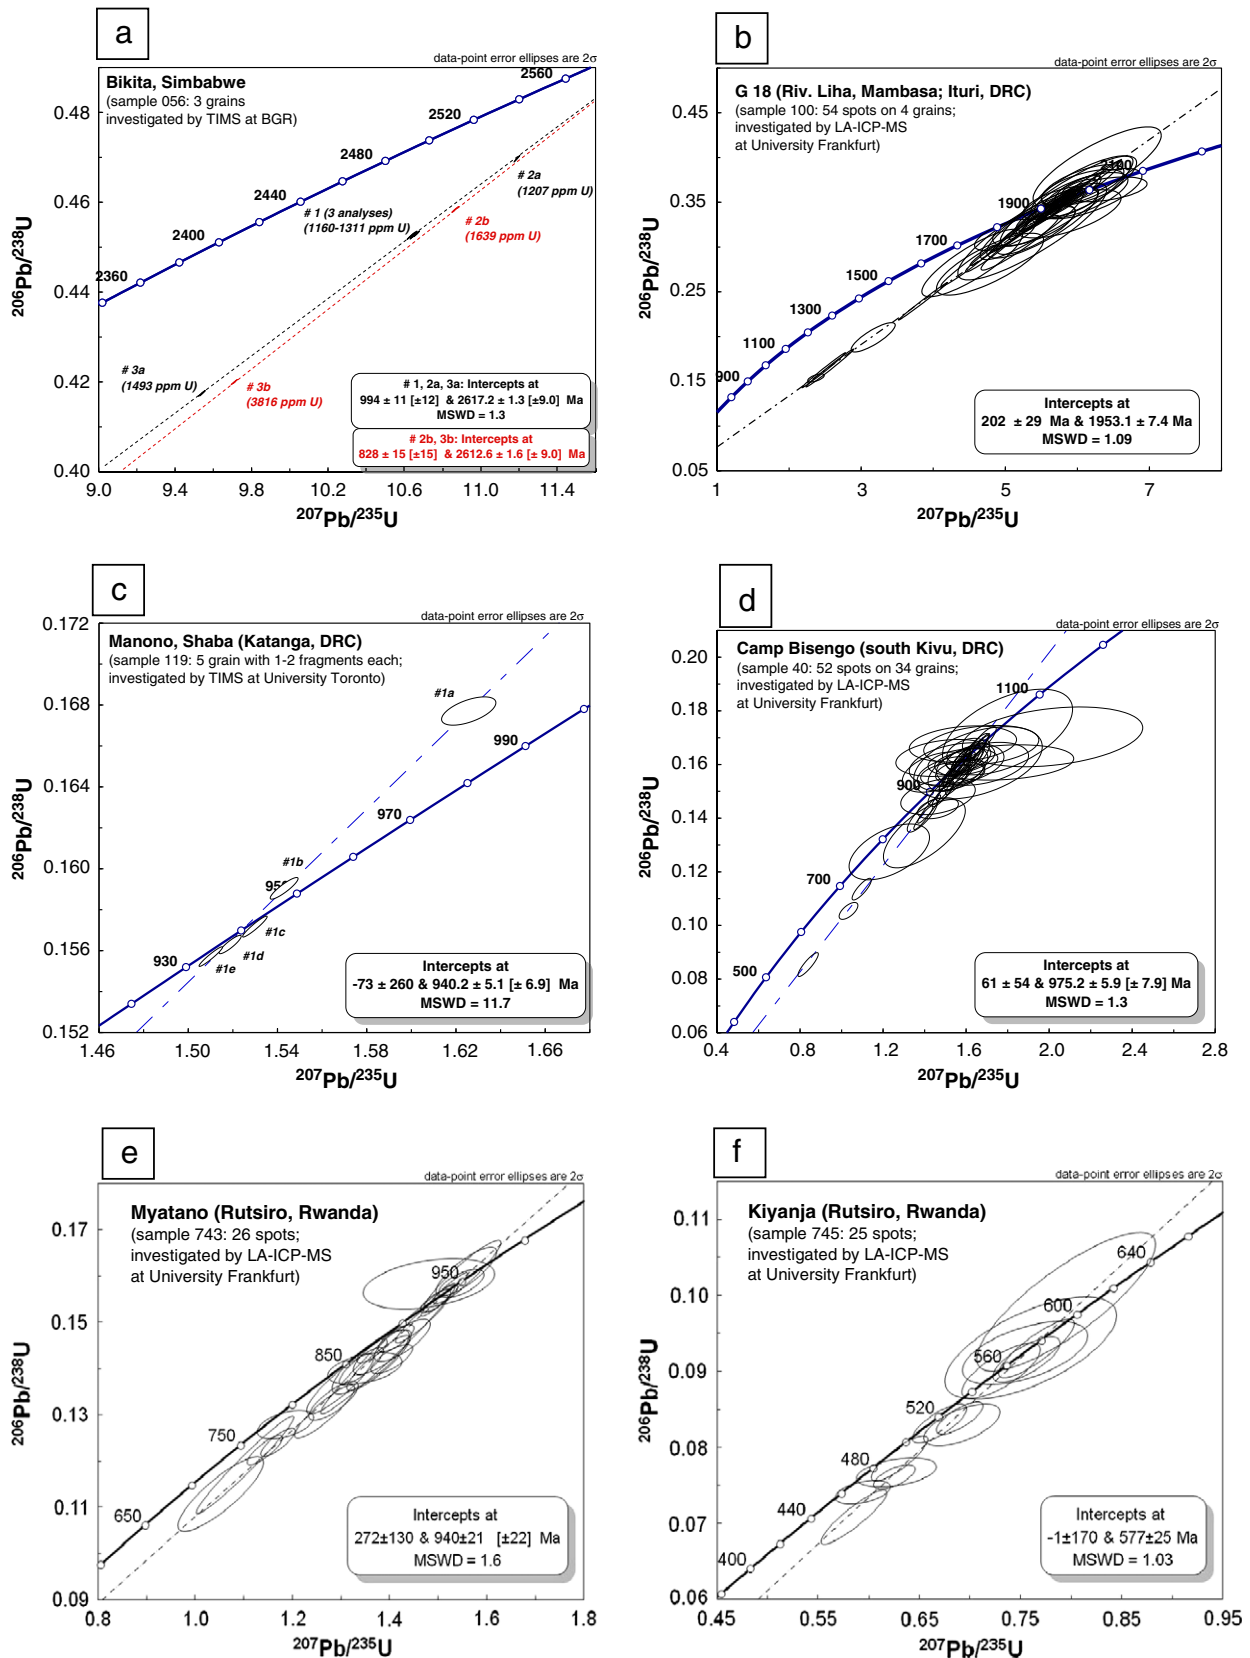 a
data-point error ellipses are 2σ
Bikita, Simbabwe
(sample 056: 3 grains
investigated by TIMS at BGR)
2560
2520
2480
2440
2400
2360
# 2a
(1207 ppm U)
# 1 (3 analyses)
(1160-1311 ppm U)
# 2b
(1639 ppm U)
# 3a
(1493 ppm U)
# 3b
(3816 ppm U)
# 1, 2a, 3a: Intercepts at
994 ± 11 [±12] & 2617.2 ± 1.3 [±9.0] Ma
MSWD = 1.3
# 2b, 3b: Intercepts at
828 ± 15 [±15] & 2612.6 ± 1.6 [± 9.0] Ma
0.48
0.46
0.44
0.42
0.40
9.0 9.4 9.8 10.2 10.6 11.0 11.4
206Pb/238U
207Pb/235U
b
data-point error ellipses are 2σ
G 18 (Riv. Liha, Mambasa; Ituri, DRC)
(sample 100: 54 spots on 4 grains;
investigated by LA-ICP-MS
at University Frankfurt)
2100
1900
1700
1500
1300
1100
900
Intercepts at
202 ± 29 Ma & 1953.1 ± 7.4 Ma
MSWD = 1.09
0.45
0.35
0.25
0.15
0.05
1 3 5 7
206Pb/238U
207Pb/235U
c
data-point error ellipses are 2σ
Manono, Shaba (Katanga, DRC)
(sample 119: 5 grain with 1-2 fragments each;
investigated by TIMS at University Toronto)
#1a
990
970
#1b
950
#1c
#1d
#1e
930
Intercepts at
-73 ± 260 & 940.2 ± 5.1 [± 6.9] Ma
MSWD = 11.7
0.172
0.168
0.164
0.160
0.156
0.152
1.46 1.50 1.54 1.58 1.62 1.66
206Pb/238U
207Pb/235U
d
data-point error ellipses are 2σ
Camp Bisengo (south Kivu, DRC)
(sample 40: 52 spots on 34 grains;
investigated by LA-ICP-MS
at University Frankfurt)
1100
900
700
500
Intercepts at
61 ± 54 & 975.2 ± 5.9 [± 7.9] Ma
MSWD = 1.3
0.20
0.18
0.16
0.14
0.12
0.10
0.08
0.06
0.4 0.8 1.2 1.6 2.0 2.4 2.8
206Pb/238U
207Pb/235U
e
data-point error ellipses are 2σ
Myatano (Rutsiro, Rwanda)
(sample 743: 26 spots;
investigated by LA-ICP-MS
at University Frankfurt)
950
850
750
650
Intercepts at
272±130 & 940±21 [±22] Ma
MSWD = 1.6
0.17
0.15
0.13
0.11
0.09
0.8 1.0 1.2 1.4 1.6 1.8
206Pb/238U
207Pb/235U
f
data-point error ellipses are 2σ
Kiyanja (Rutsiro, Rwanda)
(sample 745: 25 spots;
investigated by LA-ICP-MS
at University Frankfurt)
640
600
560
520
480
440
400
Intercepts at
-1±170 & 577±25 Ma
MSWD = 1.03
0.11
0.10
0.09
0.08
0.07
0.06
0.45 0.55 0.65 0.75 0.85 0.95
206Pb/238U
207Pb/235U